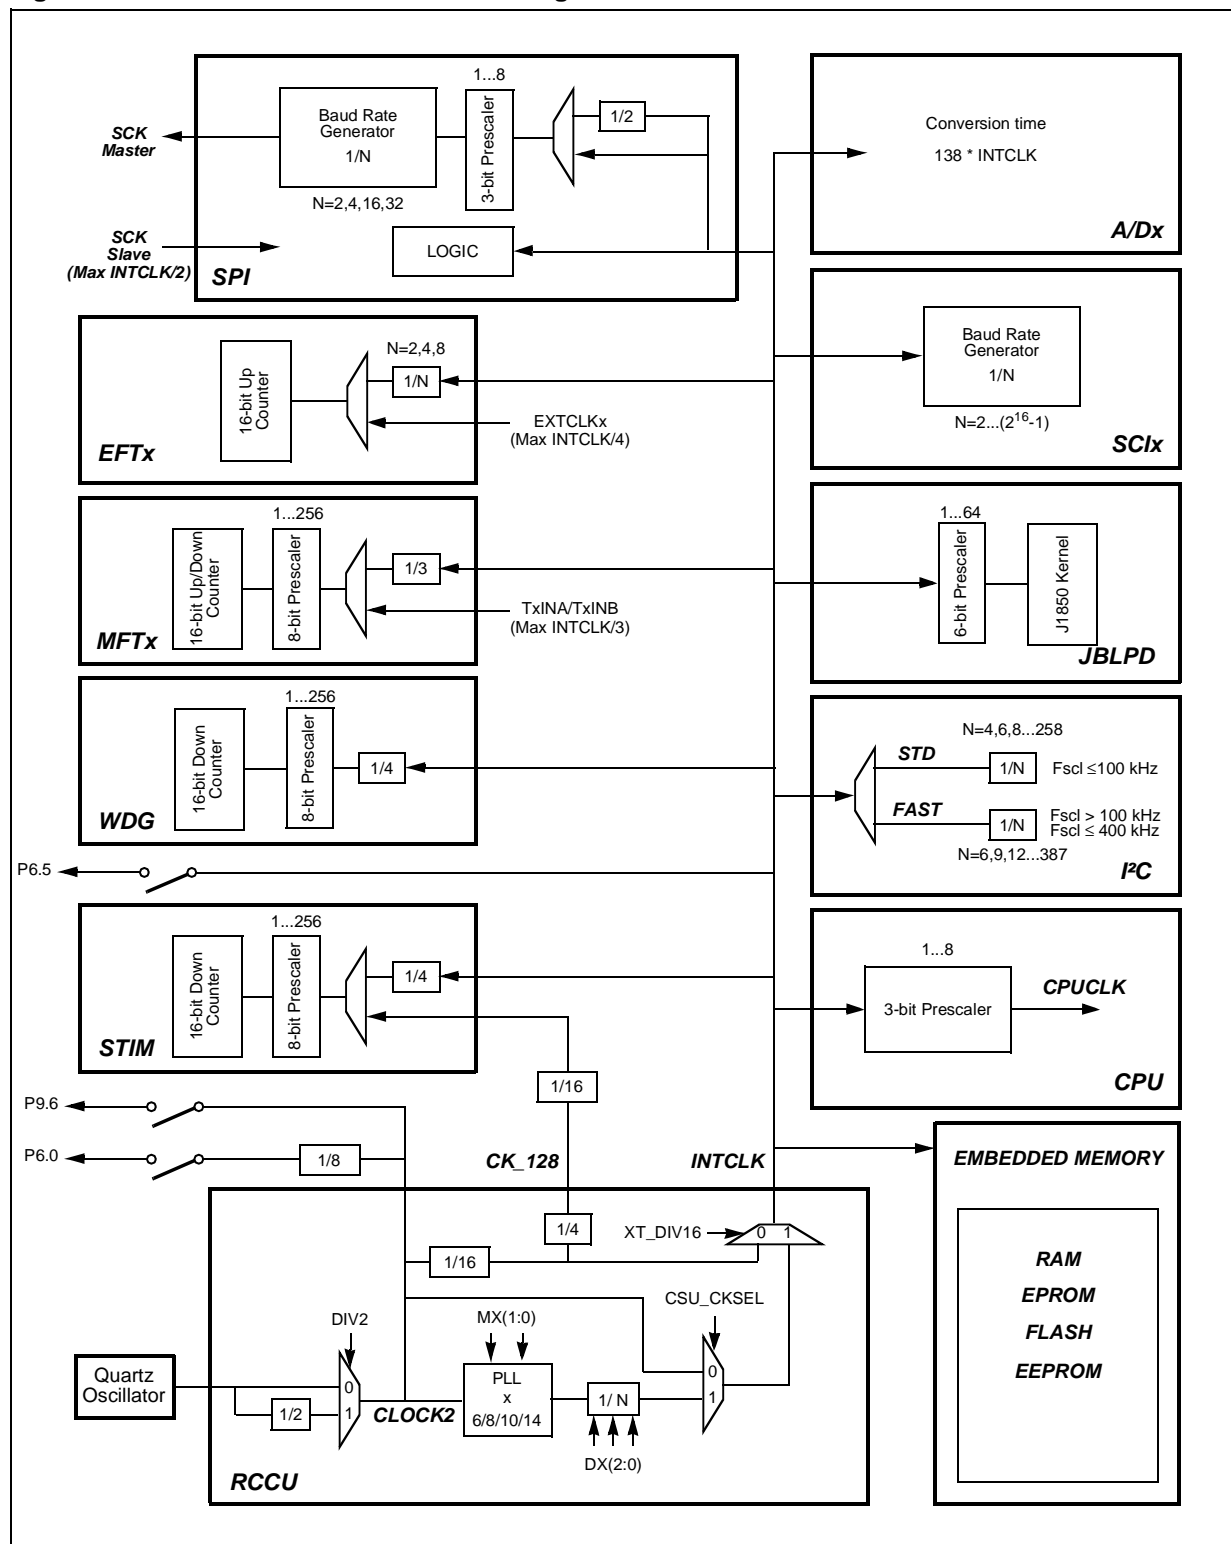 1...8
Baud Rate
Generator
1/N
3-bit Prescaler
1/2
SCK
Master
N=2,4,16,32
SCK
Slave
(Max INTCLK/2)
LOGIC
SPI
Conversion time
138 * INTCLK
A/Dx
N=2,4,8
16-bit Up
Counter
1/N
EXTCLKx
(Max INTCLK/4)
EFTx
Baud Rate
Generator
1/N
N=2...(2^16-1)
SCIx
1...256
16-bit Up/Down
Counter
8-bit Prescaler
1/3
TxINA/TxINB
(Max INTCLK/3)
MFTx
1...64
6-bit Prescaler
J1850 Kernel
JBLPD
1...256
16-bit Down
Counter
8-bit Prescaler
1/4
WDG
N=4,6,8...258
STD
1/N
Fscl ≤100 kHz
FAST
1/N
Fscl > 100 kHz
Fscl ≤ 400 kHz
N=6,9,12...387
I²C
P6.5
1...256
16-bit Down
Counter
8-bit Prescaler
1/4
STIM
1...8
3-bit Prescaler
CPUCLK
CPU
1/16
P9.6
P6.0
1/8
CK_128
INTCLK
EMBEDDED MEMORY
RAM
EPROM
FLASH
EEPROM
1/4
XT_DIV16
0 1
1/16
CSU_CKSEL
DIV2
MX(1:0)
Quartz
Oscillator
0
1/2
1
CLOCK2
PLL
x
6/8/10/14
1/ N
0
1
DX(2:0)
RCCU